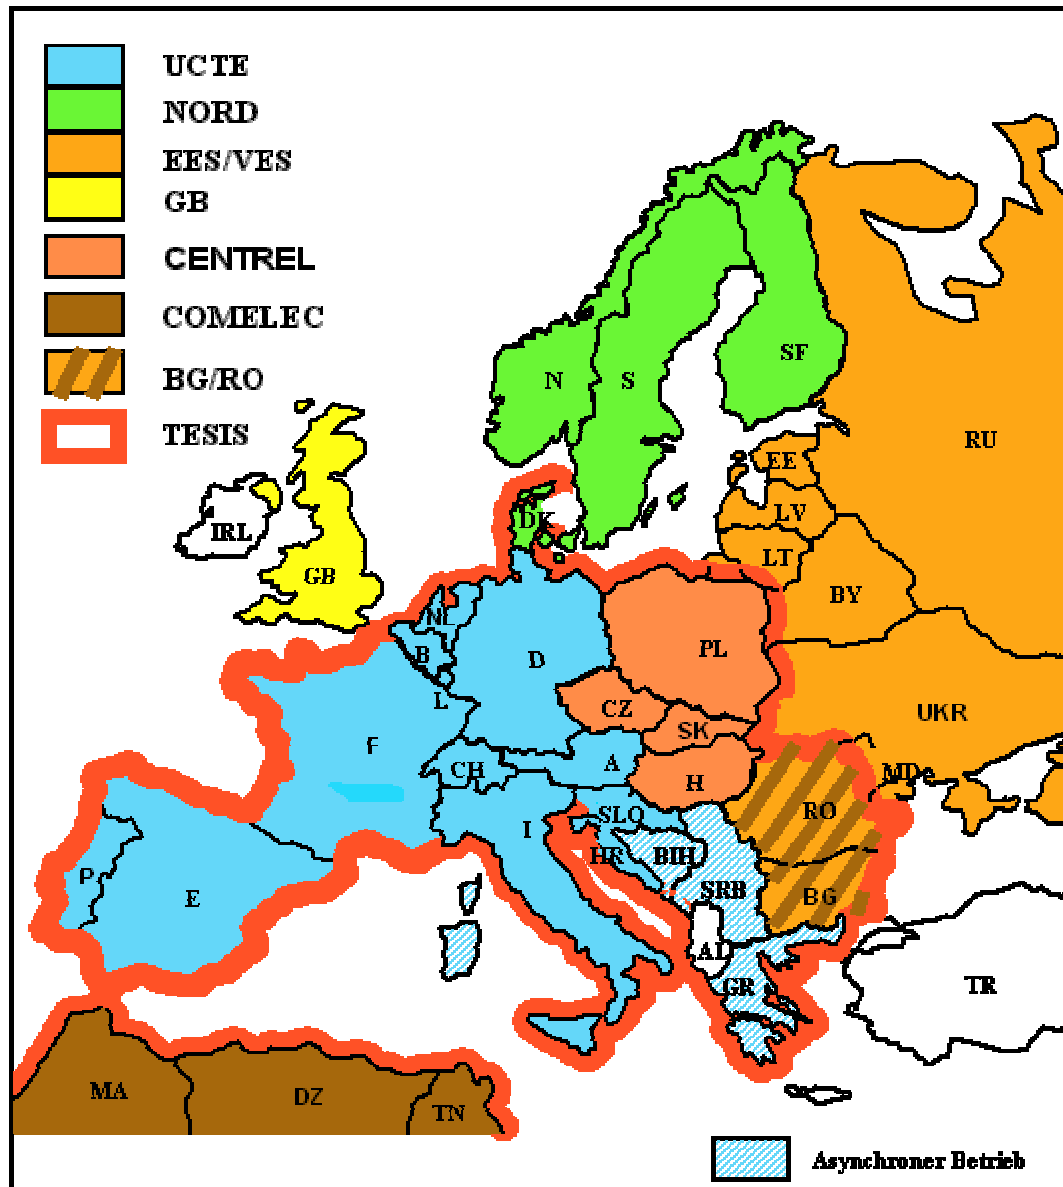 UCTE
NORD
EES/VES
GB
CENTREL
COMELEC
BG/RO
TESIS
N
S
SF
RU
EE
LV
LT
BY
IRL
GB
DK
NL
B
D
PL
L
CZ
SK
UKR
F
CH
A
H
MD
RO
SLO
I
HR
BIH
SRB
BG
P
E
AL
GR
TR
MA
DZ
TN
Asynchroner Betrieb